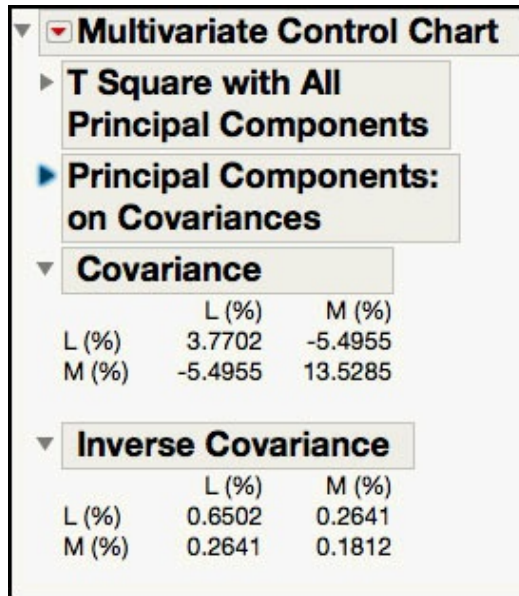 Multivariate Control Chart
T Square with All
Principal Components
Principal Components:
on Covariances
Covariance
L (%) M (%)
L (%) 3.7702 -5.4955
M (%) -5.4955 13.5285
Inverse Covariance
L (%) M (%)
L (%) 0.6502 0.2641
M (%) 0.2641 0.1812